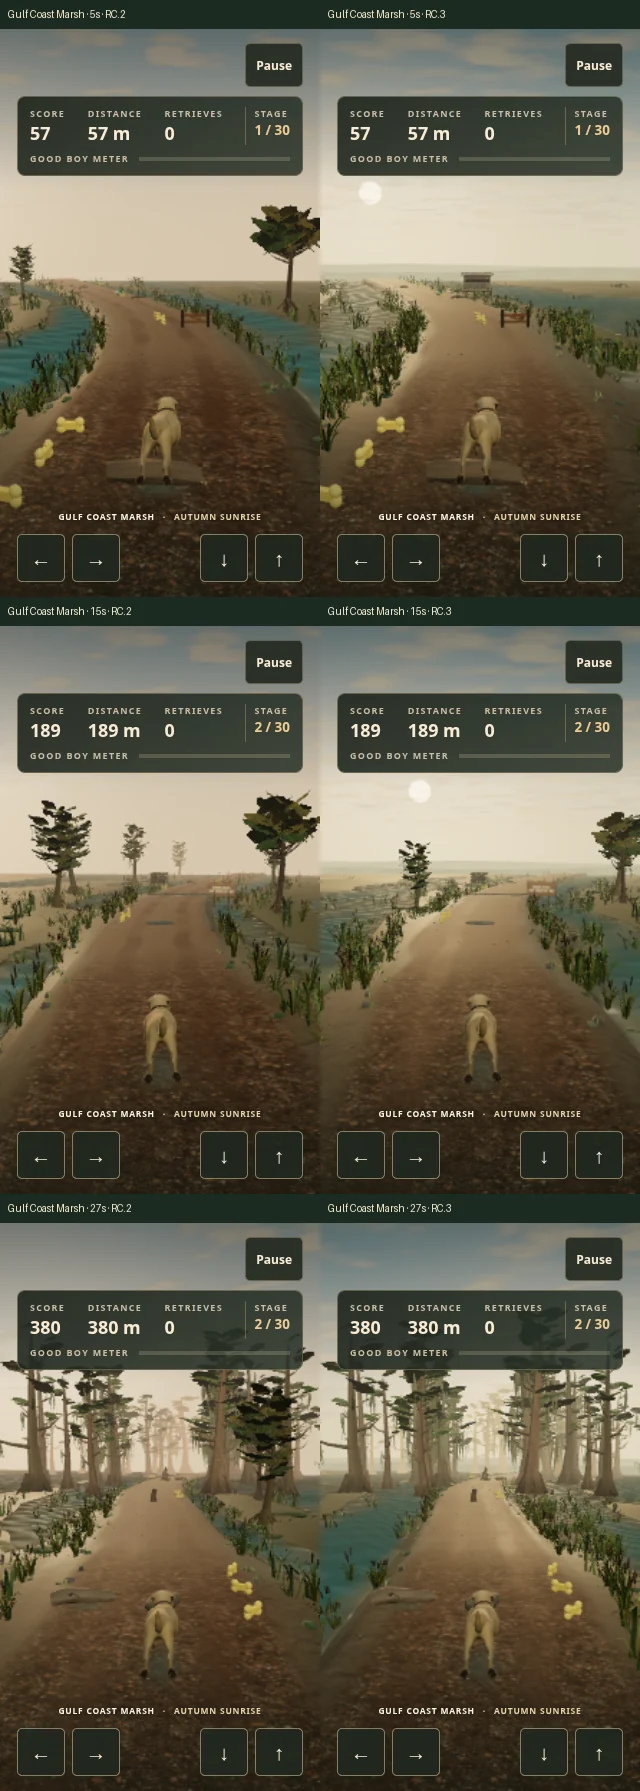 Gulf Coast Marsh · 5s · RC.2
Gulf Coast Marsh · 5s · RC.3
Pause
SCORE DISTANCE RETRIEVES STAGE
57 57 m 0 1 / 30
GOOD BOY METER
GULF COAST MARSH · AUTUMN SUNRISE
← → ↓ ↑
Pause
SCORE DISTANCE RETRIEVES STAGE
57 57 m 0 1 / 30
GOOD BOY METER
GULF COAST MARSH · AUTUMN SUNRISE
← → ↓ ↑
Gulf Coast Marsh · 15s · RC.2
Gulf Coast Marsh · 15s · RC.3
Pause
SCORE DISTANCE RETRIEVES STAGE
189 189 m 0 2 / 30
GOOD BOY METER
GULF COAST MARSH · AUTUMN SUNRISE
← → ↓ ↑
Pause
SCORE DISTANCE RETRIEVES STAGE
189 189 m 0 2 / 30
GOOD BOY METER
GULF COAST MARSH · AUTUMN SUNRISE
← → ↓ ↑
Gulf Coast Marsh · 27s · RC.2
Gulf Coast Marsh · 27s · RC.3
Pause
SCORE DISTANCE RETRIEVES STAGE
380 380 m 0 2 / 30
GOOD BOY METER
GULF COAST MARSH · AUTUMN SUNRISE
← → ↓ ↑
Pause
SCORE DISTANCE RETRIEVES STAGE
380 380 m 0 2 / 30
GOOD BOY METER
GULF COAST MARSH · AUTUMN SUNRISE
← → ↓ ↑